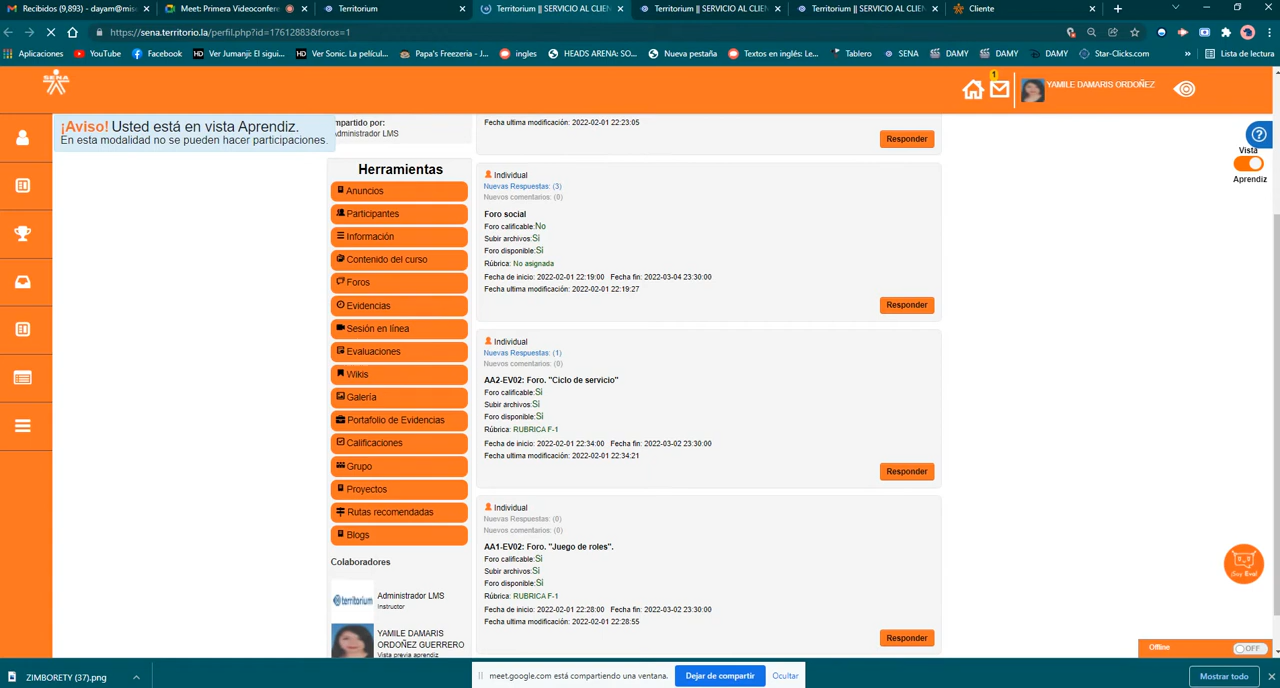 Recibidos (9,893) - dayam@mis
Meet: Primera Videoconfere
Territorium
Territorium || SERVICIO AL CLIE
Territorium || SERVICIO AL CLIE
Territorium || SERVICIO AL CLIE
Cliente
https://sena.territorio.la/perfil.php?id=17612883&foros=1
Aplicaciones
YouTube
Facebook
Ver Jumanji: El sigui...
Ver Sonic. La pelícu...
Papa's Freezeria - J...
ingles
HEADS ARENA: SO...
Nueva pestaña
Textos en inglés: Le...
Tablero
SENA
DAMY
DAMY
DAMY
Star-Clicks.com
»
Lista de lectura
SENA
1
YAMILE DAMARIS ORDOÑEZ
¡Aviso! Usted está en vista Aprendiz.
En esta modalidad no se pueden hacer participaciones.
Vista
Aprendiz
mpartido por:
Administrador LMS
Herramientas
Anuncios
Participantes
Información
Contenido del curso
Foros
Evidencias
Sesión en línea
Evaluaciones
Wikis
Galería
Portafolio de Evidencias
Calificaciones
Grupo
Proyectos
Rutas recomendadas
Blogs
Colaboradores
territorium
Administrador LMS
Instructor
YAMILE DAMARIS
ORDOÑEZ GUERRERO
Vista previa aprendiz
Fecha ultima modificación: 2022-02-01 22:23:05
Responder
Individual
Nuevas Respuestas: (3)
Nuevos comentarios: (0)
Foro social
Foro calificable:No
Subir archivos:Sí
Foro disponible:Sí
Rúbrica: No asignada
Fecha de inicio: 2022-02-01 22:19:00 Fecha fin: 2022-03-04 23:30:00
Fecha ultima modificación: 2022-02-01 22:19:27
Responder
Individual
Nuevas Respuestas: (1)
Nuevos comentarios: (0)
AA2-EV02: Foro. "Ciclo de servicio"
Foro calificable:Sí
Subir archivos:Sí
Foro disponible:Sí
Rúbrica: RUBRICA F-1
Fecha de inicio: 2022-02-01 22:34:00 Fecha fin: 2022-03-02 23:30:00
Fecha ultima modificación: 2022-02-01 22:34:21
Responder
Individual
Nuevas Respuestas: (0)
Nuevos comentarios: (0)
AA1-EV02: Foro. "Juego de roles".
Foro calificable:Sí
Subir archivos:Sí
Foro disponible:Sí
Rúbrica: RUBRICA F-1
Fecha de inicio: 2022-02-01 22:28:00 Fecha fin: 2022-03-02 23:30:00
Fecha ultima modificación: 2022-02-01 22:28:55
Responder
¡Soy Eva!
Offline
OFF
ZIMBORETY (37).png
meet.google.com está compartiendo una ventana.
Dejar de compartir
Ocultar
Mostrar todo